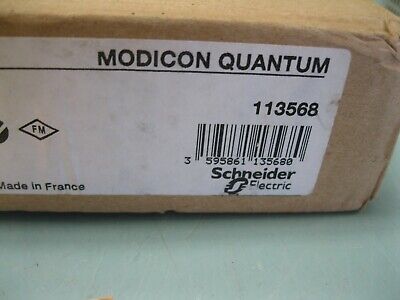 MODICON QUANTUM
113568
FM
3 595861 135680
Schneider
Electric
Made in France